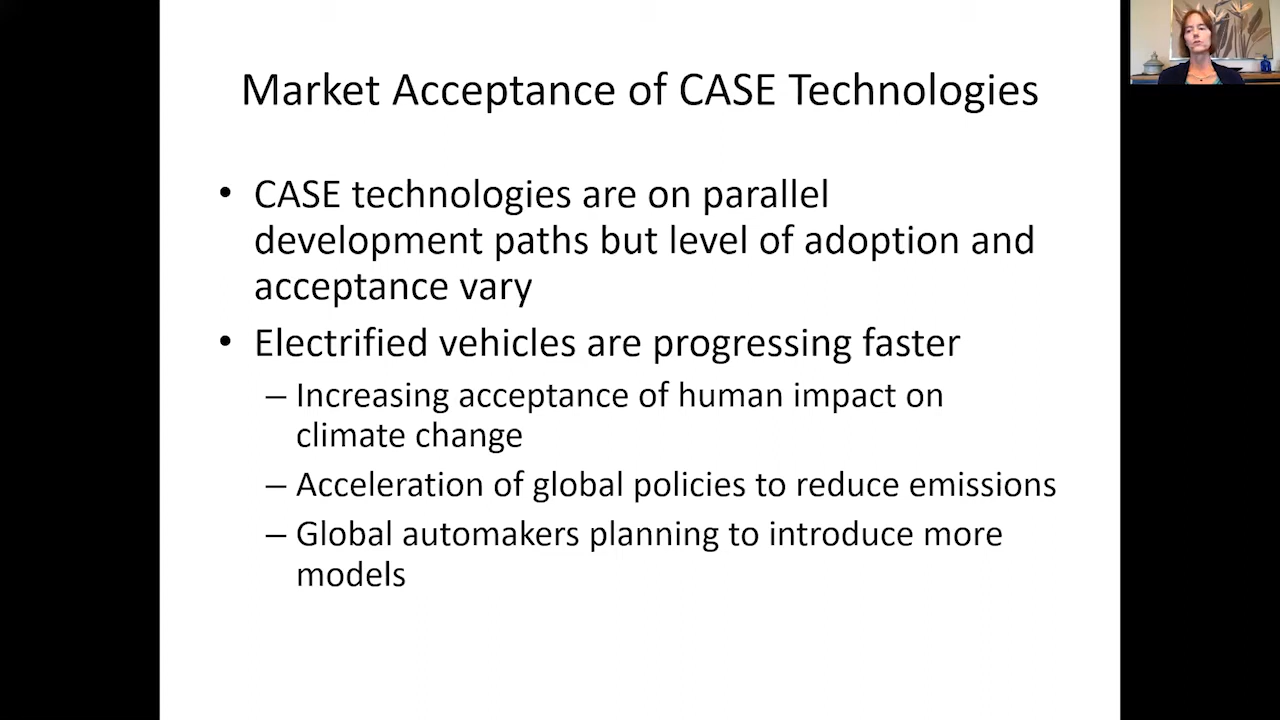 Market Acceptance of CASE Technologies
• CASE technologies are on parallel
development paths but level of adoption and
acceptance vary
• Electrified vehicles are progressing faster
– Increasing acceptance of human impact on
climate change
– Acceleration of global policies to reduce emissions
– Global automakers planning to introduce more
models